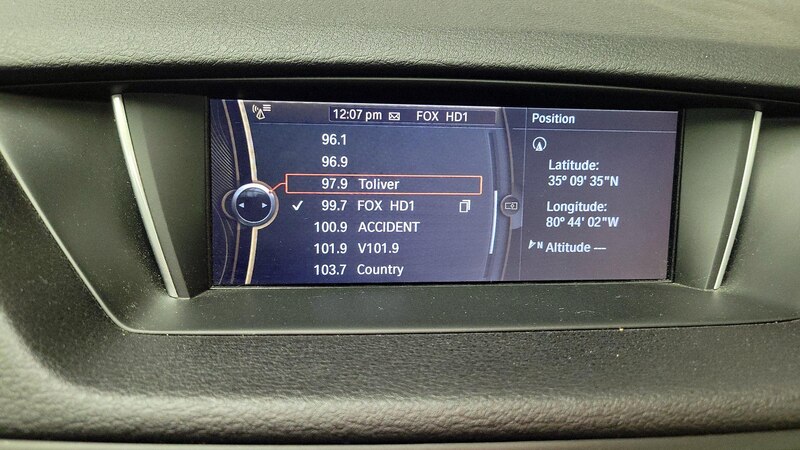 12:07 pm FOX HD1
96.1
96.9
97.9 Toliver
99.7 FOX HD1
100.9 ACCIDENT
101.9 V101.9
103.7 Country
Position
Latitude:
35° 09' 35"N
Longitude:
80° 44' 02"W
N Altitude ---